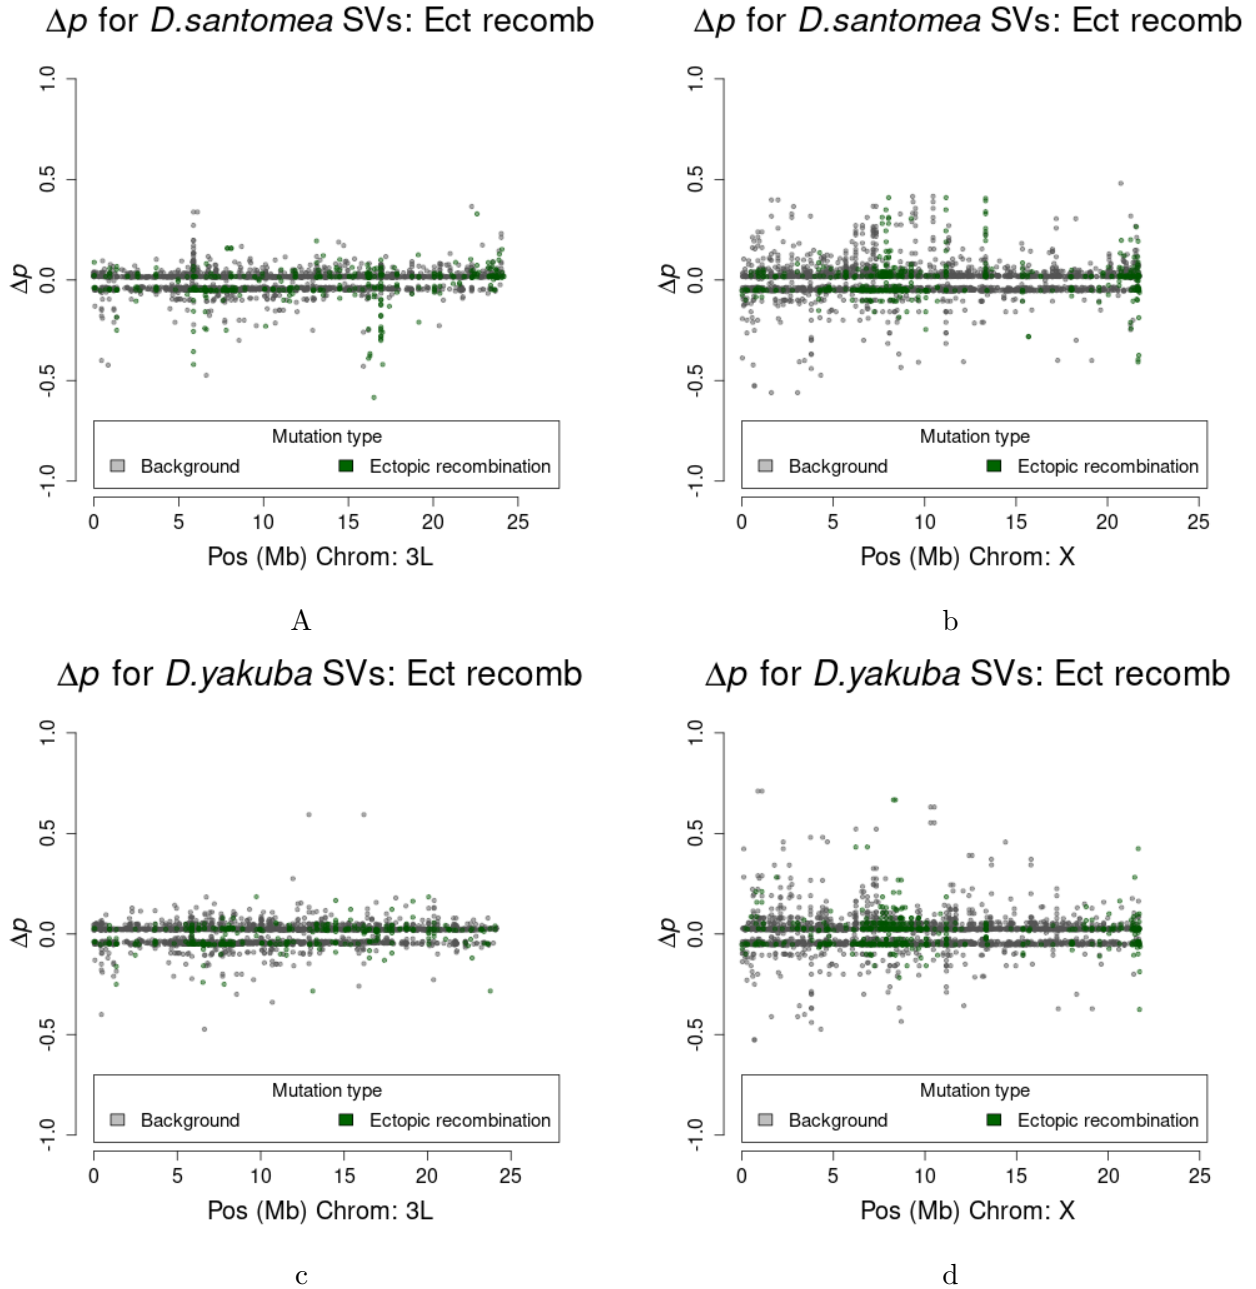 Δp for D.santomea SVs: Ect recomb
Δp
1.0
0.5
0.0
-0.5
-1.0
Mutation type
Background
Ectopic recombination
0 5 10 15 20 25
Pos (Mb) Chrom: 3L
A
Δp for D.santomea SVs: Ect recomb
Δp
1.0
0.5
0.0
-0.5
-1.0
Mutation type
Background
Ectopic recombination
0 5 10 15 20 25
Pos (Mb) Chrom: X
b
Δp for D.yakuba SVs: Ect recomb
Δp
1.0
0.5
0.0
-0.5
-1.0
Mutation type
Background
Ectopic recombination
0 5 10 15 20 25
Pos (Mb) Chrom: 3L
c
Δp for D.yakuba SVs: Ect recomb
Δp
1.0
0.5
0.0
-0.5
-1.0
Mutation type
Background
Ectopic recombination
0 5 10 15 20 25
Pos (Mb) Chrom: X
d